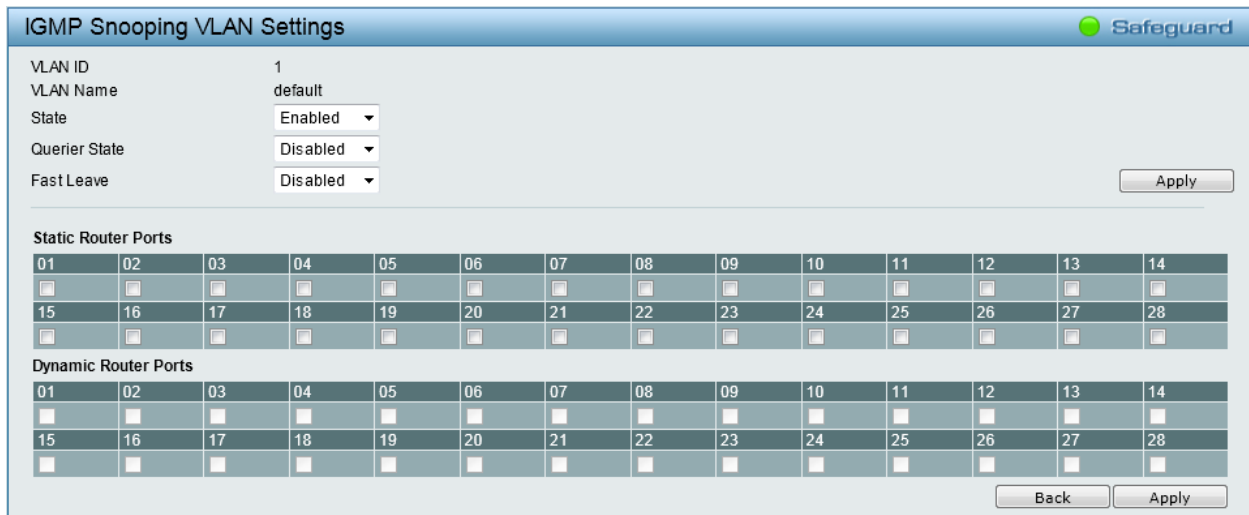 IGMP Snooping VLAN Settings Safeguard
VLAN ID 1
VLAN Name default
State Enabled
Querier State Disabled
Fast Leave Disabled Apply
Static Router Ports
01 02 03 04 05 06 07 08 09 10 11 12 13 14
15 16 17 18 19 20 21 22 23 24 25 26 27 28
Dynamic Router Ports
01 02 03 04 05 06 07 08 09 10 11 12 13 14
15 16 17 18 19 20 21 22 23 24 25 26 27 28
Back Apply